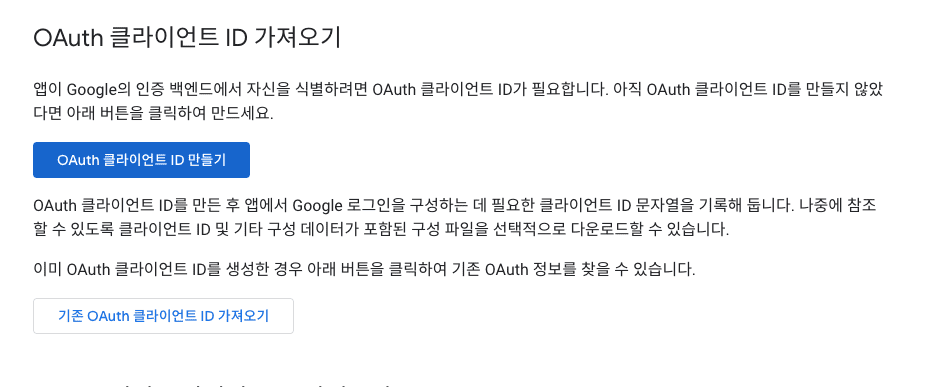 OAuth 클라이언트 ID 가져오기
앱이 Google의 인증 백엔드에서 자신을 식별하려면 OAuth 클라이언트 ID가 필요합니다. 아직 OAuth 클라이언트 ID를 만들지 않았
다면 아래 버튼을 클릭하여 만드세요.
OAuth 클라이언트 ID 만들기
OAuth 클라이언트 ID를 만든 후 앱에서 Google 로그인을 구성하는 데 필요한 클라이언트 ID 문자열을 기록해 둡니다. 나중에 참조
할 수 있도록 클라이언트 ID 및 기타 구성 데이터가 포함된 구성 파일을 선택적으로 다운로드할 수 있습니다.
이미 OAuth 클라이언트 ID를 생성한 경우 아래 버튼을 클릭하여 기존 OAuth 정보를 찾을 수 있습니다.
기존 OAuth 클라이언트 ID 가져오기